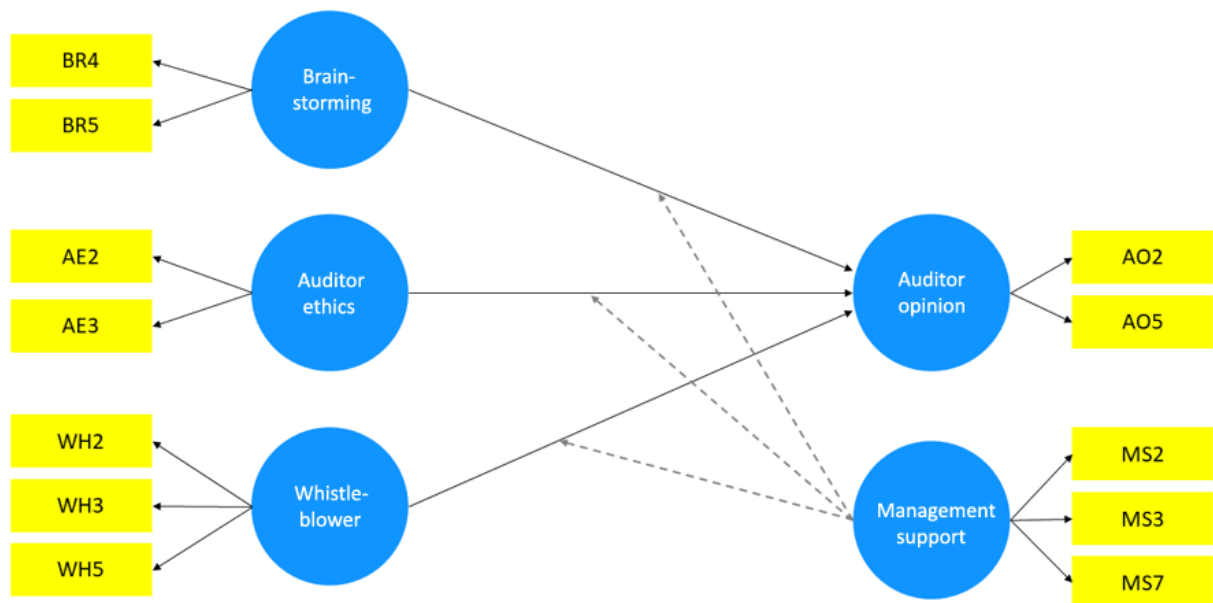 BR4
BR5
Brain-
storming
AE2
AE3
Auditor
ethics
WH2
WH3
WH5
Whistle-
blower
Auditor
opinion
AO2
AO5
Management
support
MS2
MS3
MS7